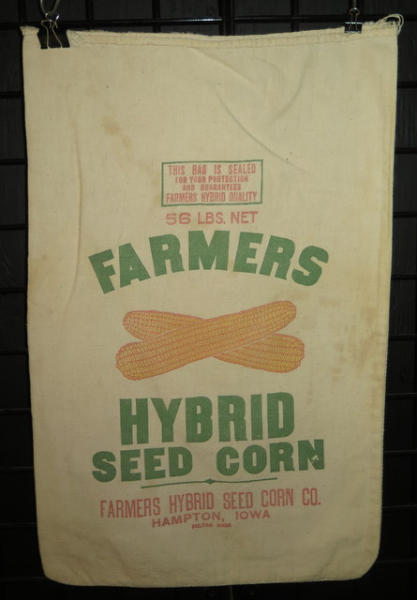 THIS BAG IS SEALED
FOR YOUR PROTECTION
AND GUARANTEES
FARMERS HYBRID QUALITY
56 LBS. NET
FARMERS
HYBRID
SEED CORN
FARMERS HYBRID SEED CORN CO.
HAMPTON, IOWA